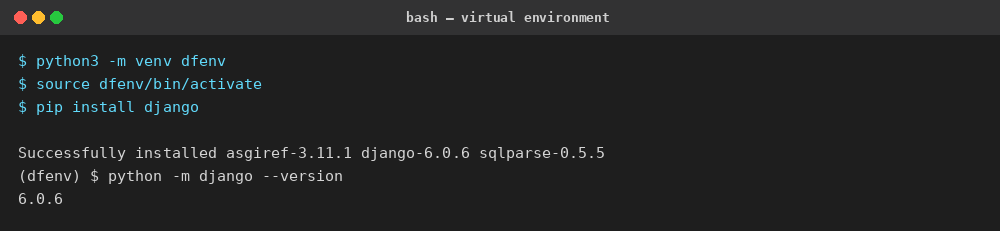 bash — virtual environment
$ python3 -m venv dfenv
$ source dfenv/bin/activate
$ pip install django
Successfully installed asgiref-3.11.1 django-6.0.6 sqlparse-0.5.5
(dfenv) $ python -m django --version
6.0.6